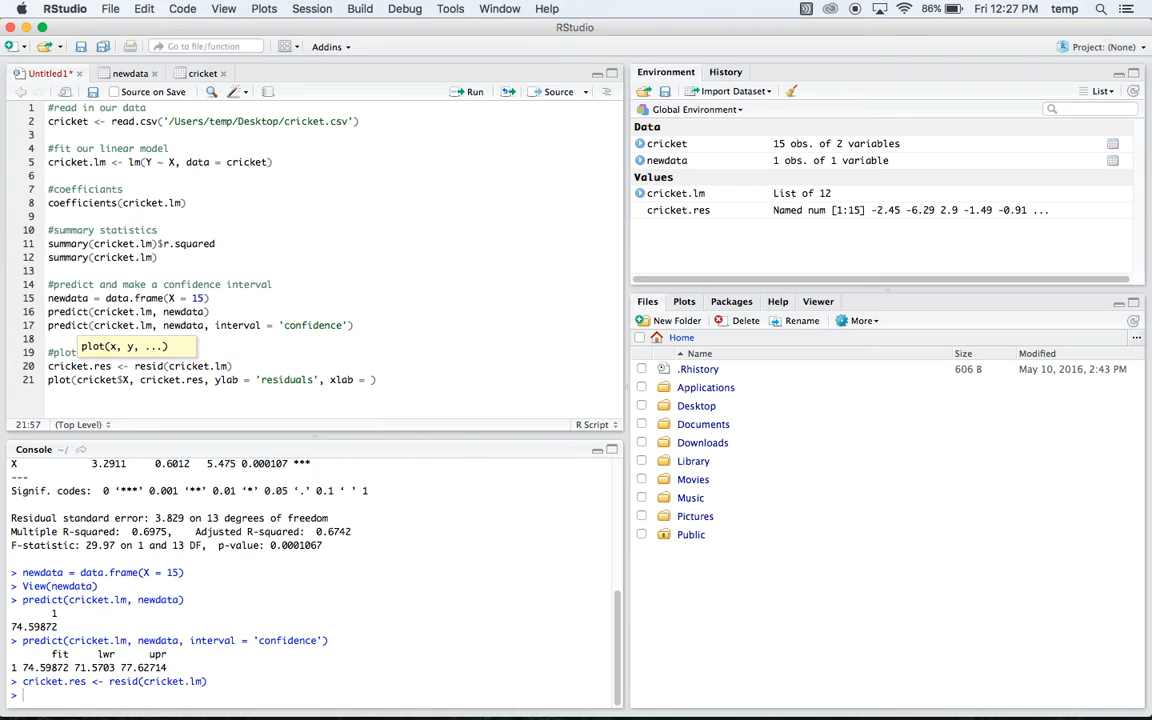 RStudio File Edit Code View Plots Session Build Debug Tools Window Help 86% Fri 12:27 PM temp
RStudio
Go to file/function Addins Project: (None)
Untitled1* newdata cricket
Source on Save Run Source
1 #read in our data
2 cricket <- read.csv('/Users/temp/Desktop/cricket.csv')
3
4 #fit our linear model
5 cricket.lm <- lm(Y ~ X, data = cricket)
6
7 #coefficiants
8 coefficients(cricket.lm)
9
10 #summary statistics
11 summary(cricket.lm)$r.squared
12 summary(cricket.lm)
13
14 #predict and make a confidence interval
15 newdata = data.frame(X = 15)
16 predict(cricket.lm, newdata)
17 predict(cricket.lm, newdata, interval = 'confidence')
18
plot(x, y, ...)
19 #plot
20 cricket.res <- resid(cricket.lm)
21 plot(cricket$X, cricket.res, ylab = 'residuals', xlab = )
21:57 (Top Level) R Script
Console ~/
X 3.2911 0.6012 5.475 0.000107 ***
---
Signif. codes: 0 ‘***’ 0.001 ‘**’ 0.01 ‘*’ 0.05 ‘.’ 0.1 ‘ ’ 1
Residual standard error: 3.829 on 13 degrees of freedom
Multiple R-squared: 0.6975, Adjusted R-squared: 0.6742
F-statistic: 29.97 on 1 and 13 DF, p-value: 0.0001067
> newdata = data.frame(X = 15)
> View(newdata)
> predict(cricket.lm, newdata)
1
74.59872
> predict(cricket.lm, newdata, interval = 'confidence')
fit lwr upr
1 74.59872 71.5703 77.62714
> cricket.res <- resid(cricket.lm)
>
Environment History
Import Dataset List
Global Environment
Data
cricket 15 obs. of 2 variables
newdata 1 obs. of 1 variable
Values
cricket.lm List of 12
cricket.res Named num [1:15] -2.45 -6.29 2.9 -1.49 -0.91 ...
Files Plots Packages Help Viewer
New Folder Delete Rename More
Home ...
Name Size Modified
.Rhistory 606 B May 10, 2016, 2:43 PM
Applications
Desktop
Documents
Downloads
Library
Movies
Music
Pictures
Public